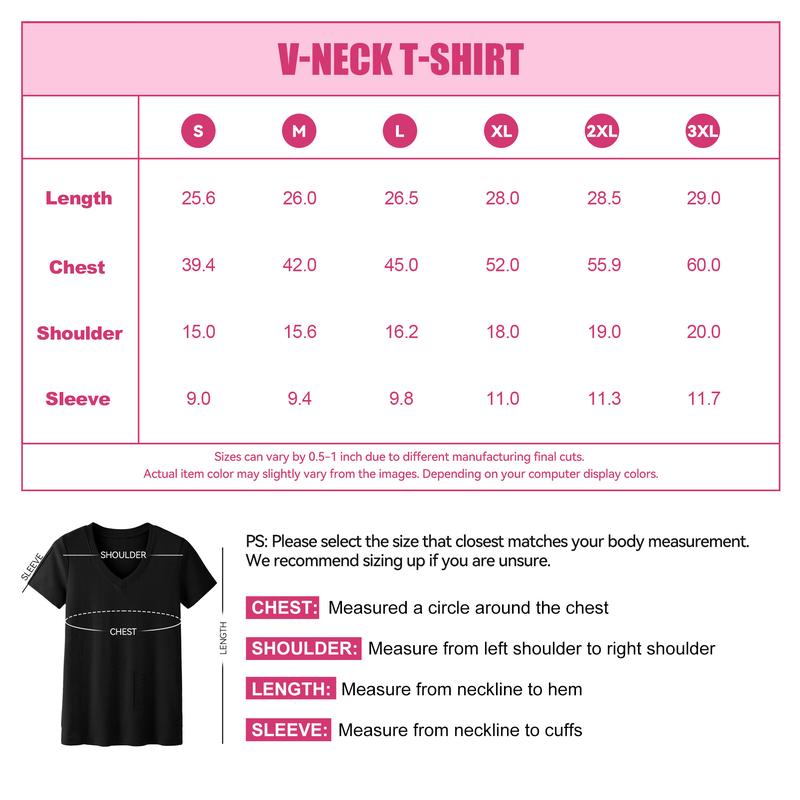 V-NECK T-SHIRT
S M L XL 2XL 3XL
Length 25.6 26.0 26.5 28.0 28.5 29.0
Chest 39.4 42.0 45.0 52.0 55.9 60.0
Shoulder 15.0 15.6 16.2 18.0 19.0 20.0
Sleeve 9.0 9.4 9.8 11.0 11.3 11.7
Sizes can vary by 0.5-1 inch due to different manufacturing final cuts.
Actual item color may slightly vary from the images. Depending on your computer display colors.
SLEEVE
SHOULDER
CHEST
LENGTH
PS: Please select the size that closest matches your body measurement.
We recommend sizing up if you are unsure.
CHEST: Measured a circle around the chest
SHOULDER: Measure from left shoulder to right shoulder
LENGTH: Measure from neckline to hem
SLEEVE: Measure from neckline to cuffs